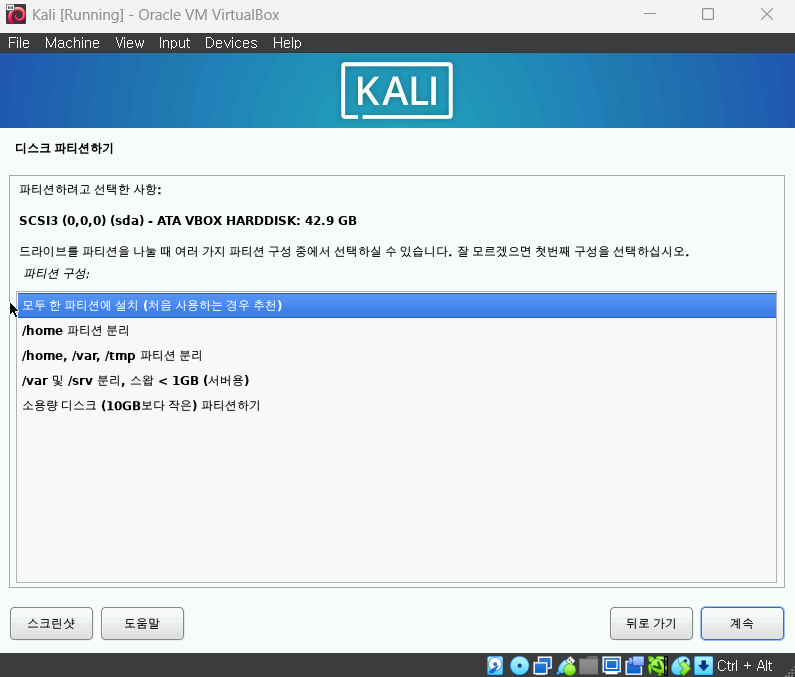 Kali [Running] - Oracle VM VirtualBox
File Machine View Input Devices Help
KALI
디스크 파티션하기
파티션하려고 선택한 사항:
SCSI3 (0,0,0) (sda) - ATA VBOX HARDDISK: 42.9 GB
드라이브를 파티션을 나눌 때 여러 가지 파티션 구성 중에서 선택하실 수 있습니다. 잘 모르겠으면 첫번째 구성을 선택하십시오.
파티션 구성:
모두 한 파티션에 설치 (처음 사용하는 경우 추천)
/home 파티션 분리
/home, /var, /tmp 파티션 분리
/var 및 /srv 분리, 스왑 < 1GB (서버용)
소용량 디스크 (10GB보다 작은) 파티션하기
스크린샷 도움말 뒤로 가기 계속
Ctrl + Alt